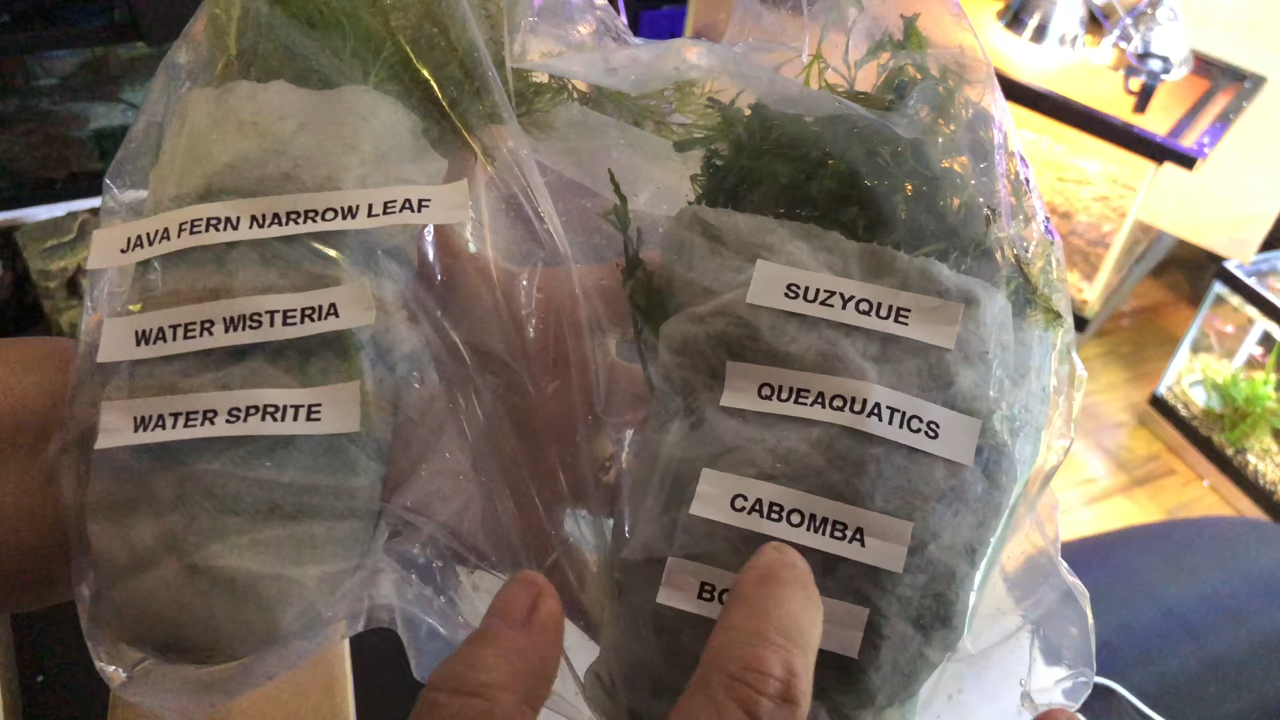 JAVA FERN NARROW LEAF
WATER WISTERIA
WATER SPRITE
SUZYQUE
QUEAQUATICS
CABOMBA